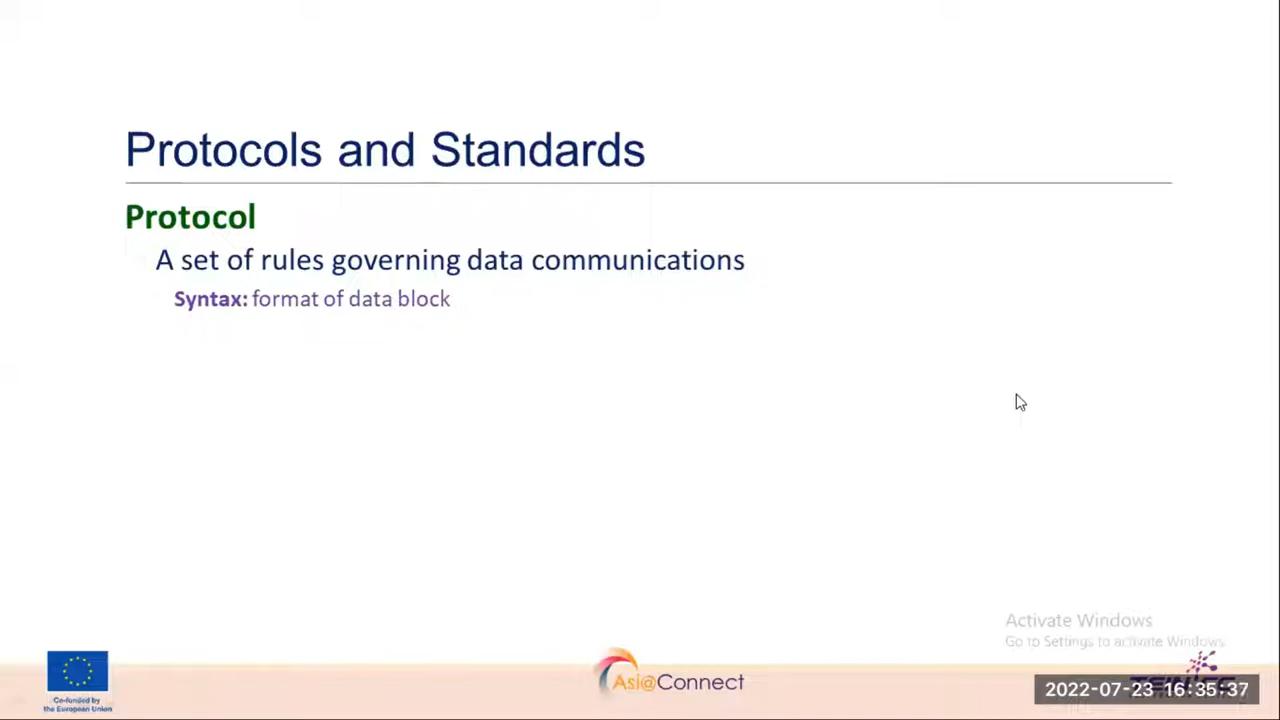 Protocols and Standards
Protocol
A set of rules governing data communications
Syntax: format of data block
Activate Windows
Go to Settings to activate Windows.
Co-funded by
the European Union
Asi@Connect
2022-07-23 16:35:37